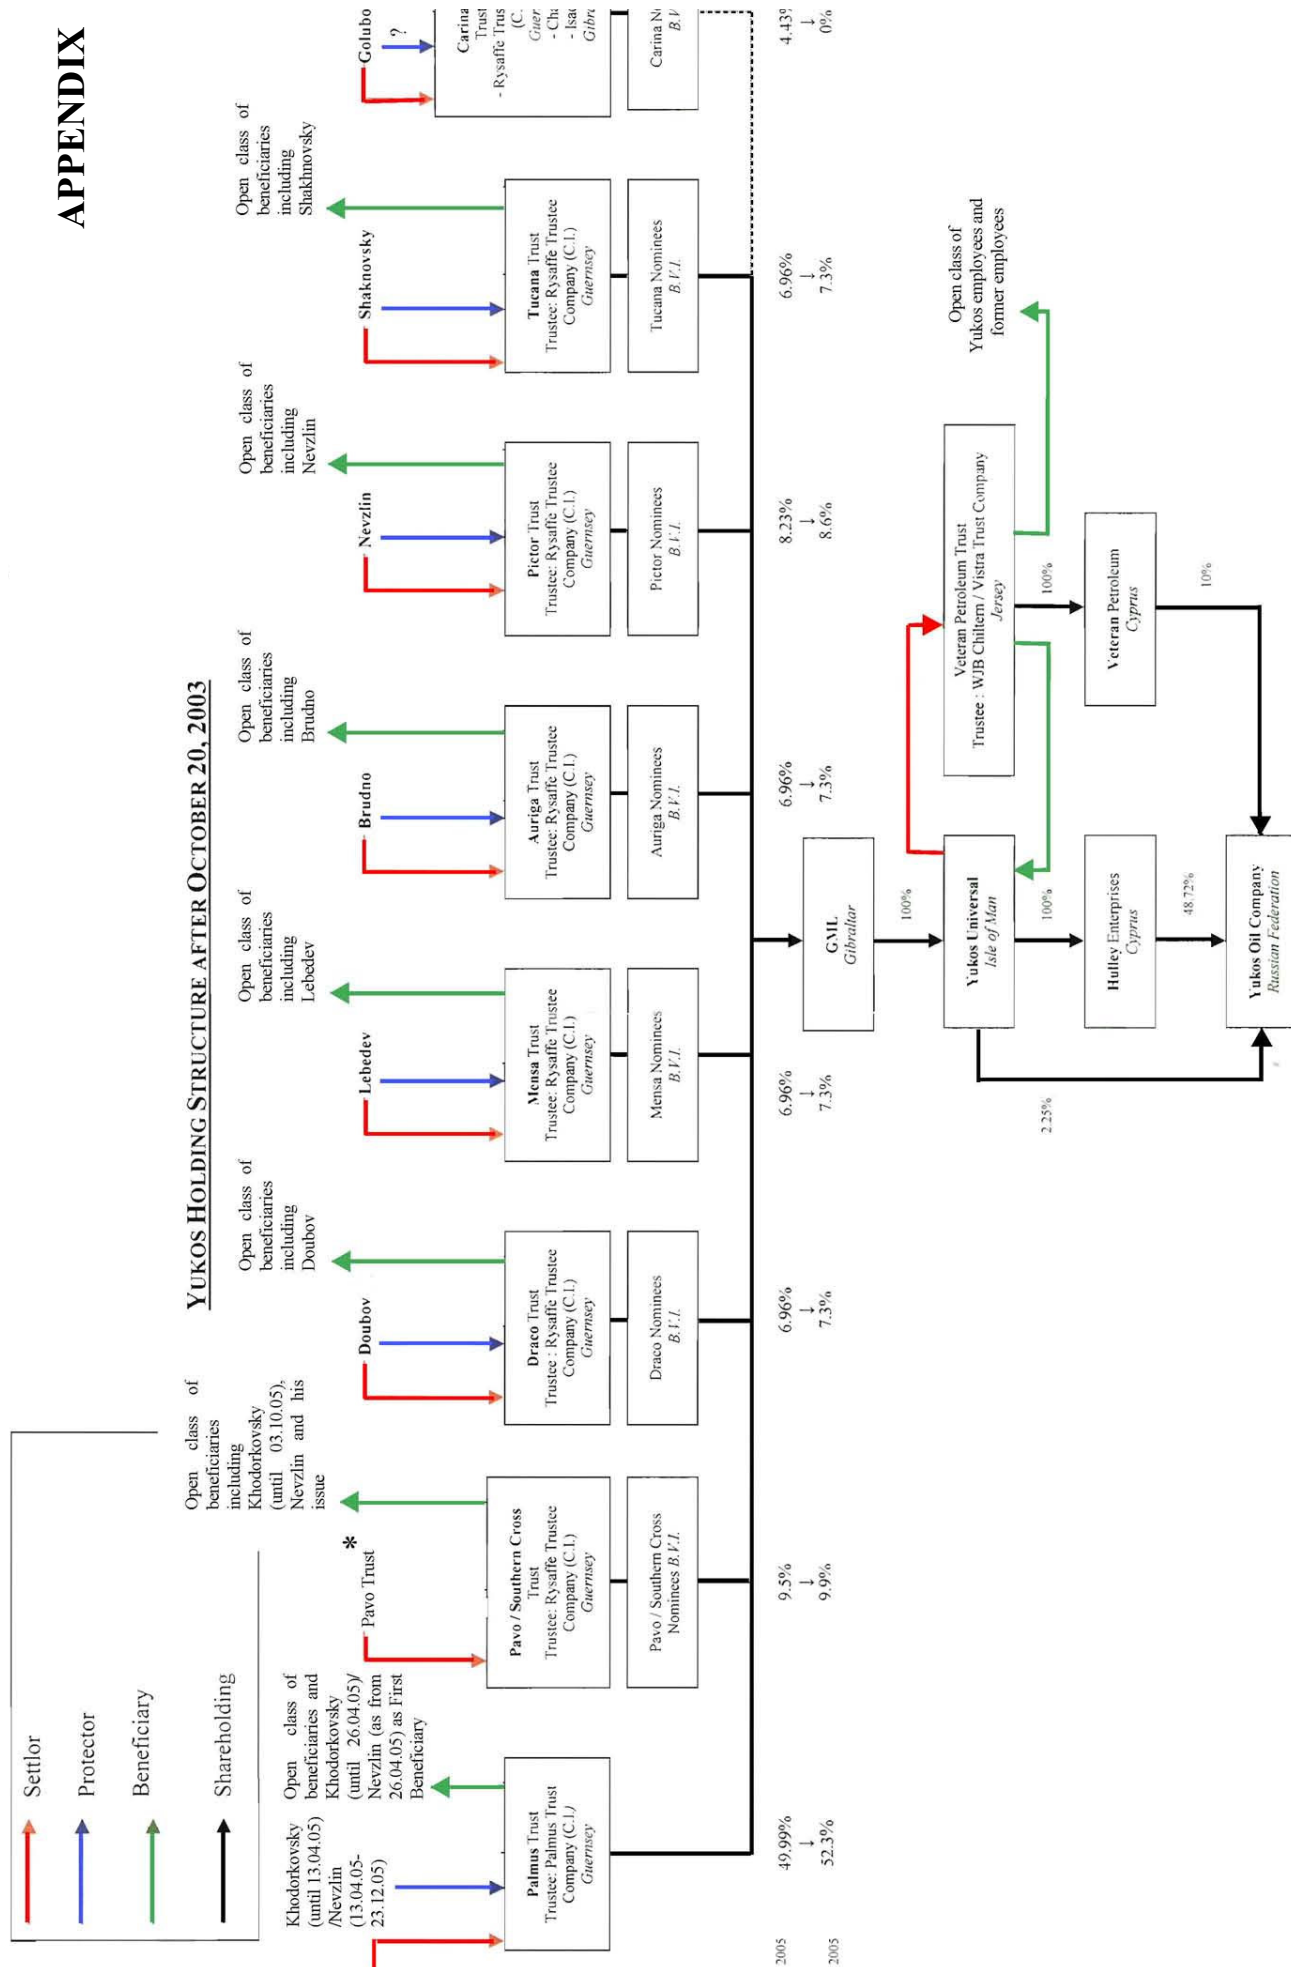 APPENDIX
YUKOS HOLDING STRUCTURE AFTER OCTOBER 20, 2003
Settlor
Protector
Beneficiary
Shareholding
Khodorkovsky
(until 13.04.05)
/Nevzlin
(13.04.05-
23.12.05)
Open class of
beneficiaries and
Khodorkovsky
(until 26.04.05)/
Nevzlin (as from
26.04.05) as First
Beneficiary
Palmus Trust
Trustee: Palmus Trust
Company (C.I.)
Guernsey
49.99%
↓
52.3%
2005
2005
Open class of
beneficiaries
including
Khodorkovsky
(until 03.10.05),
Nevzlin and his
issue
*
Pavo Trust
Pavo / Southern Cross
Trust
Trustee: Rysaffe Trustee
Company (C.I.)
Guernsey
Pavo / Southern Cross
Nominees B.V.I.
9.5%
↓
9.9%
Open class of
beneficiaries
including
Doubov
Doubov
Draco Trust
Trustee : Rysaffe Trustee
Company (C.I.)
Guernsey
Draco Nominees
B.V.I.
6.96%
↓
7.3%
Open class of
beneficiaries
including
Lebedev
Lebedev
Mensa Trust
Trustee: Rysaffe Trustee
Company (C.I.)
Guernsey
Mensa Nominees
B.V.I.
6.96%
↓
7.3%
Open class of
beneficiaries
including
Brudno
Brudno
Auriga Trust
Trustee: Rysaffe Trustee
Company (C.I.)
Guernsey
Auriga Nominees
B.V.I.
6.96%
↓
7.3%
Open class of
beneficiaries
including
Nevzlin
Nevzlin
Pictor Trust
Trustee: Rysaffe Trustee
Company (C.I.)
Guernsey
Pictor Nominees
B.V.I.
8.23%
↓
8.6%
Open class of
beneficiaries
including
Shakhnovsky
Shaknovsky
Tucana Trust
Trustee: Rysaffe Trustee
Company (C.I.)
Guernsey
Tucana Nominees
B.V.I.
6.96%
↓
7.3%
Golubo
?
Carina
Trust
- Rysaffe Trus
(C.
Guer
- Cha
- Isaa
Gibra
Carina N
B.V
4.43%
↓
0%
GML
Gibraltar
100%
Yukos Universal
Isle of Man
100%
Hulley Enterprises
Cyprus
48.72%
2.25%
Yukos Oil Company
Russian Federation
Veteran Petroleum Trust
Trustee : WJB Chiltern / Vistra Trust Company
Jersey
100%
Veteran Petroleum
Cyprus
10%
Open class of
Yukos employees and
former employees